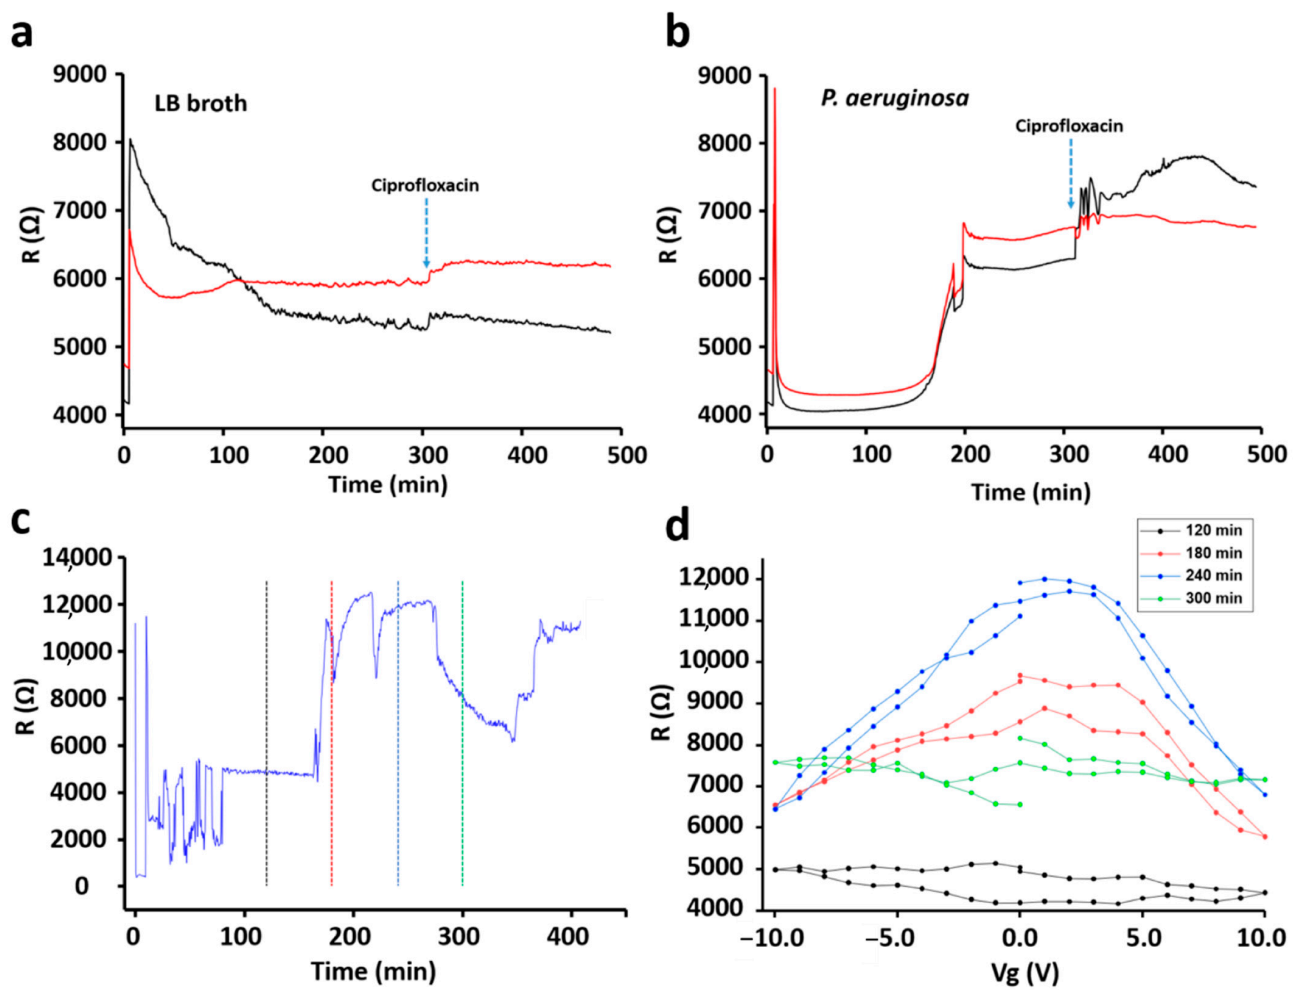 a
9000
8000
7000
6000
5000
4000
R (Ω)
LB broth
Ciprofloxacin
0 100 200 300 400 500
Time (min)
b
9000
8000
7000
6000
5000
4000
R (Ω)
P. aeruginosa
Ciprofloxacin
0 100 200 300 400 500
Time (min)
c
14,000
12,000
10,000
8000
6000
4000
2000
0
R (Ω)
0 100 200 300 400
Time (min)
d
120 min
180 min
240 min
300 min
12,000
11,000
10,000
9000
8000
7000
6000
5000
4000
R (Ω)
−10.0 −5.0 0.0 5.0 10.0
Vg (V)